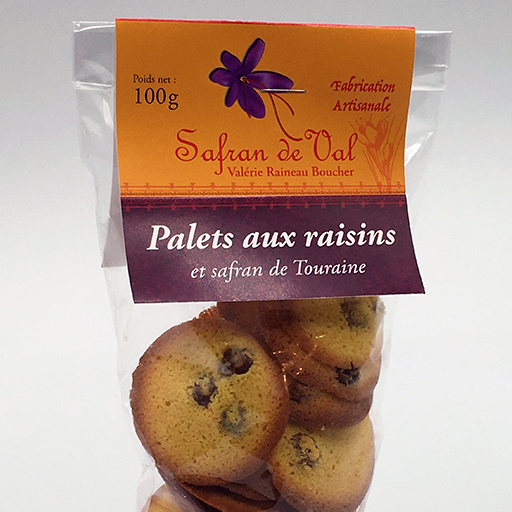 Poids net :
100g
Fabrication
Artisanale
Safran de Val
Valérie Raineau Boucher
Palets aux raisins
et safran de Touraine